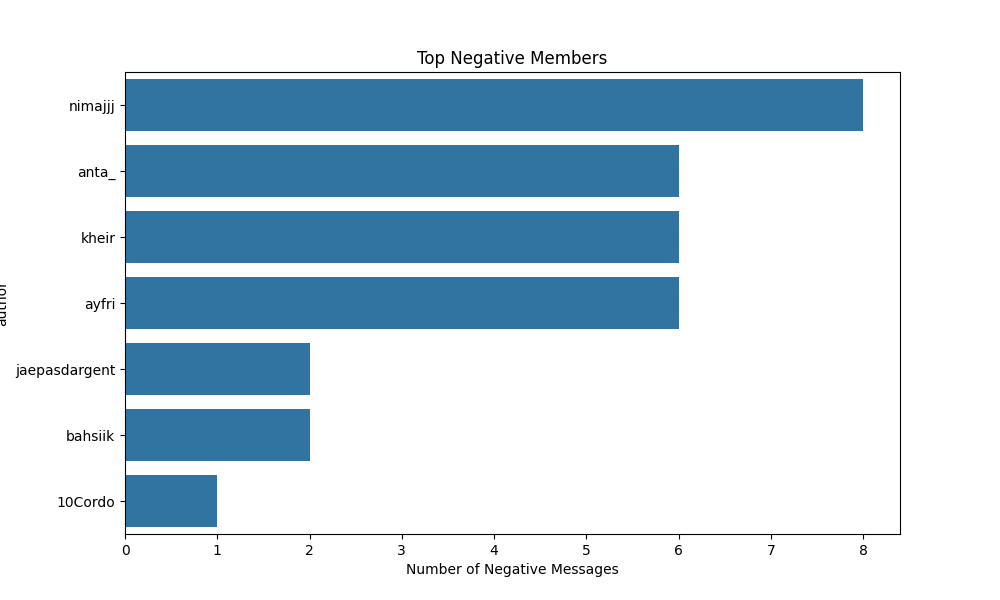 Top Negative Members
nimajjj
anta_
kheir
ayfri
jaepasdargent
bahsiik
10Cordo
author
0 1 2 3 4 5 6 7 8
Number of Negative Messages